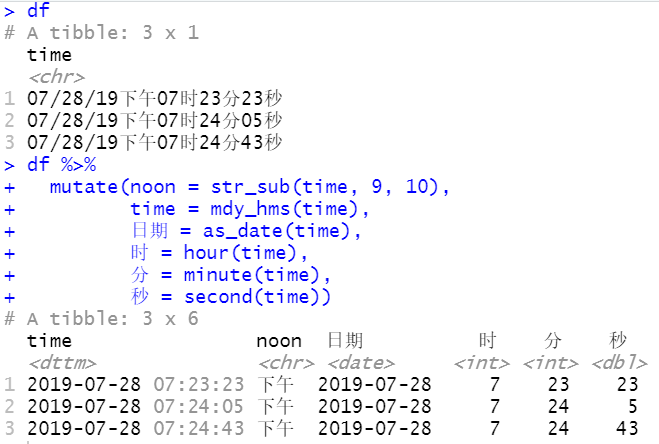 > df
# A tibble: 3 x 1
time
<chr>
1 07/28/19下午07时23分23秒
2 07/28/19下午07时24分05秒
3 07/28/19下午07时24分43秒
> df %>%
+ mutate(noon = str_sub(time, 9, 10),
+ time = mdy_hms(time),
+ 日期 = as_date(time),
+ 时 = hour(time),
+ 分 = minute(time),
+ 秒 = second(time))
# A tibble: 3 x 6
time noon 日期 时 分 秒
<dttm> <chr> <date> <int> <int> <dbl>
1 2019-07-28 07:23:23 下午 2019-07-28 7 23 23
2 2019-07-28 07:24:05 下午 2019-07-28 7 24 5
3 2019-07-28 07:24:43 下午 2019-07-28 7 24 43